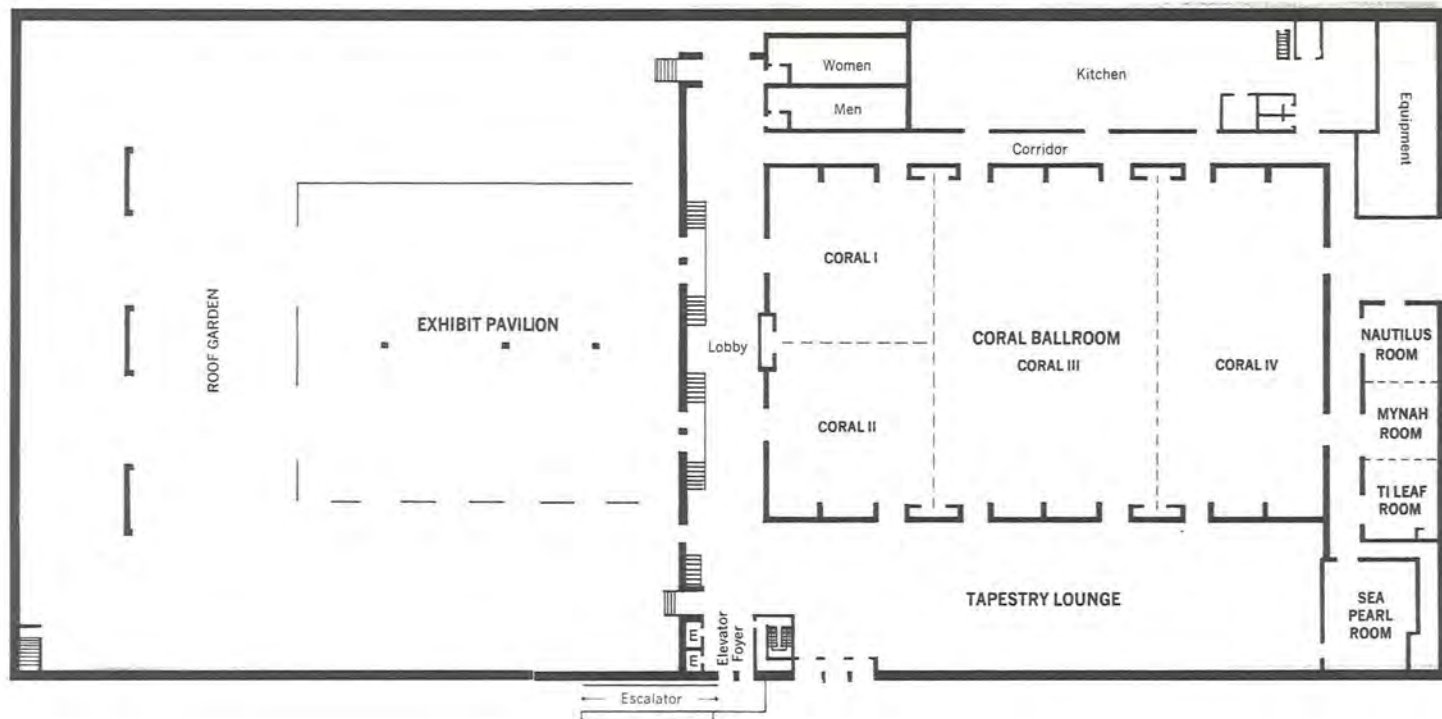 Women
Kitchen
Men
Equipment
Corridor
CORAL I
ROOF GARDEN
EXHIBIT PAVILION
Lobby
CORAL BALLROOM
CORAL III
CORAL IV
NAUTILUS
ROOM
MYNAH
ROOM
CORAL II
TI LEAF
ROOM
TAPESTRY LOUNGE
SEA
PEARL
ROOM
E
E
Elevator
Foyer
Escalator